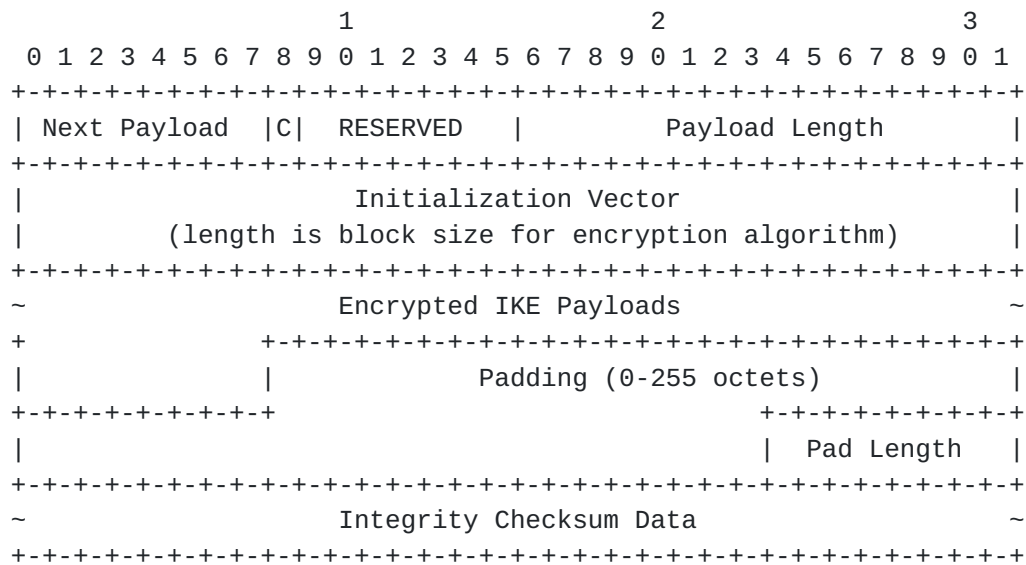 1                   2                   3
 0 1 2 3 4 5 6 7 8 9 0 1 2 3 4 5 6 7 8 9 0 1 2 3 4 5 6 7 8 9 0 1
+-+-+-+-+-+-+-+-+-+-+-+-+-+-+-+-+-+-+-+-+-+-+-+-+-+-+-+-+-+-+-+-+
| Next Payload  |C|  RESERVED   |         Payload Length        |
+-+-+-+-+-+-+-+-+-+-+-+-+-+-+-+-+-+-+-+-+-+-+-+-+-+-+-+-+-+-+-+-+
|                     Initialization Vector                     |
|         (length is block size for encryption algorithm)       |
+-+-+-+-+-+-+-+-+-+-+-+-+-+-+-+-+-+-+-+-+-+-+-+-+-+-+-+-+-+-+-+-+
~                    Encrypted IKE Payloads                     ~
+               +-+-+-+-+-+-+-+-+-+-+-+-+-+-+-+-+-+-+-+-+-+-+-+-+
|               |             Padding (0-255 octets)            |
+-+-+-+-+-+-+-+-+                               +-+-+-+-+-+-+-+-+
|                                               |  Pad Length   |
+-+-+-+-+-+-+-+-+-+-+-+-+-+-+-+-+-+-+-+-+-+-+-+-+-+-+-+-+-+-+-+-+
~                    Integrity Checksum Data                    ~
+-+-+-+-+-+-+-+-+-+-+-+-+-+-+-+-+-+-+-+-+-+-+-+-+-+-+-+-+-+-+-+-+